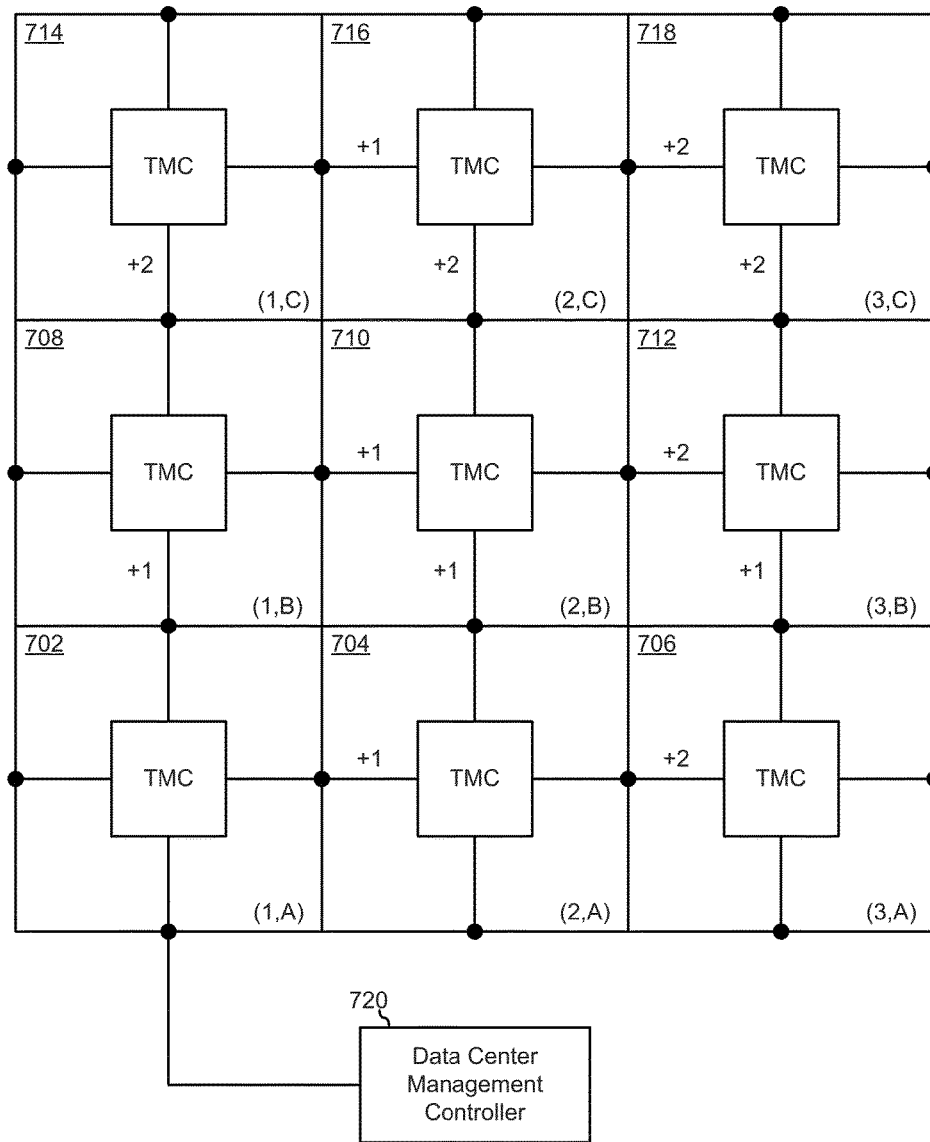 714 716 718
+1 +2
TMC TMC TMC
+2 +2 +2
(1,C) (2,C) (3,C)
708 710 712
+1 +2
TMC TMC TMC
+1 +1 +1
(1,B) (2,B) (3,B)
702 704 706
+1 +2
TMC TMC TMC
(1,A) (2,A) (3,A)
720
Data Center
Management
Controller